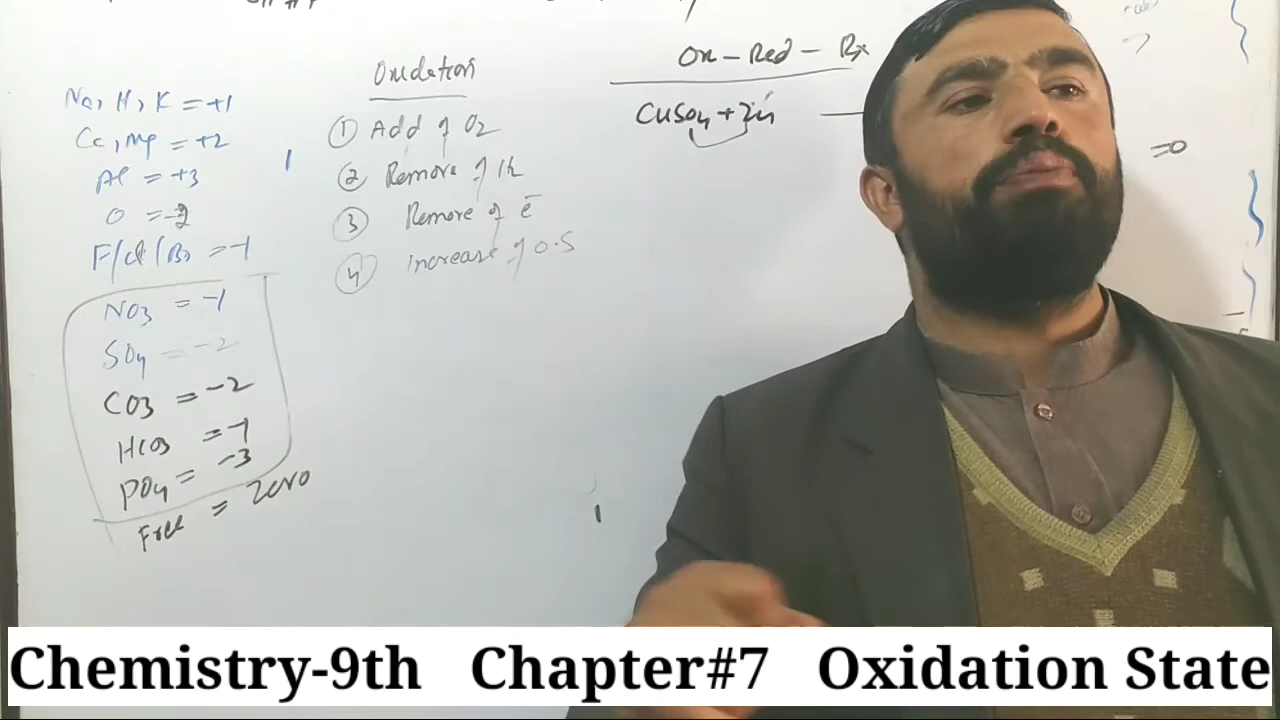 Na, H, K = +1
Ca, Mg = +2
Al = +3
O = -2
F/Cl/Br = -1
NO3 = -1
SO4 = -2
CO3 = -2
HCO3 = -1
PO4 = -3
Free = Zero
Oxidation
① Add of O2
② Remove of H
③ Remove of e-
④ increase of O.S
Ox - Red - Rx
CuSO4 + Zn
=0
Chemistry-9th Chapter#7 Oxidation State